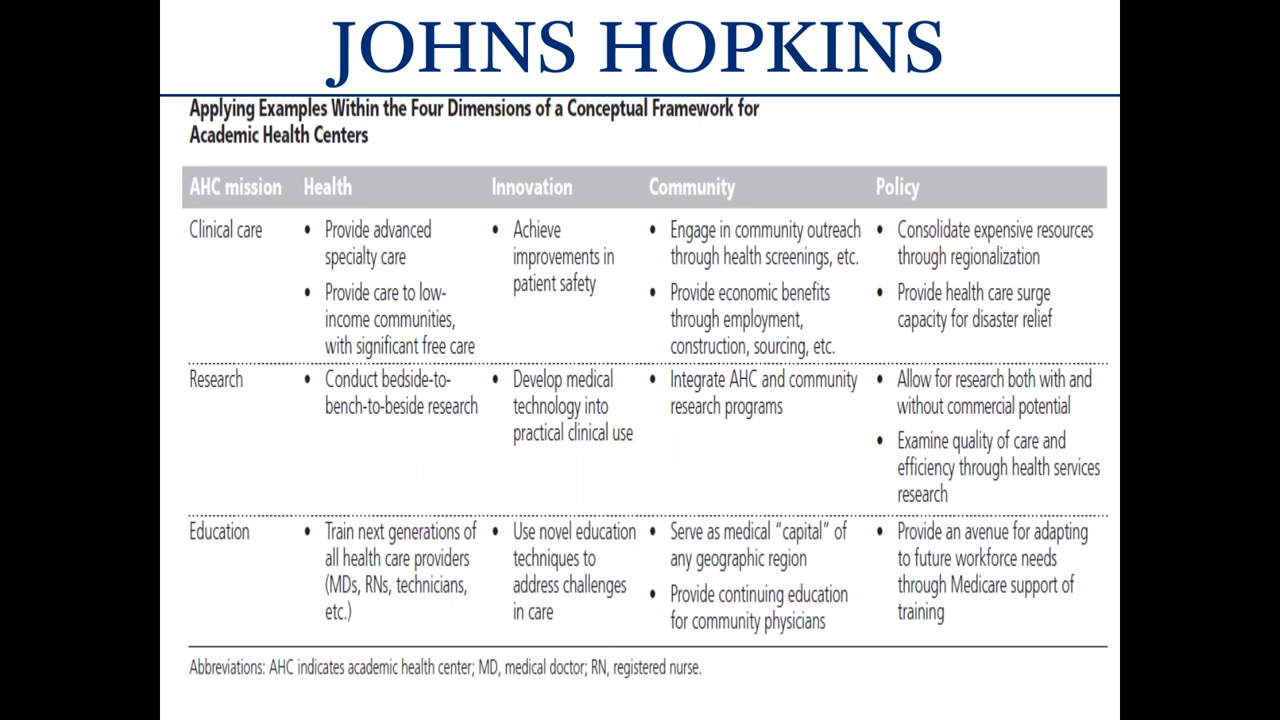 JOHNS HOPKINS
Applying Examples Within the Four Dimensions of a Conceptual Framework for
Academic Health Centers
AHC mission Health Innovation Community Policy
Clinical care
• Provide advanced
specialty care
• Provide care to low-
income communities,
with significant free care
• Achieve
improvements in
patient safety
• Engage in community outreach
through health screenings, etc.
• Provide economic benefits
through employment,
construction, sourcing, etc.
• Consolidate expensive resources
through regionalization
• Provide health care surge
capacity for disaster relief
Research
• Conduct bedside-to-
bench-to-beside research
• Develop medical
technology into
practical clinical use
• Integrate AHC and community
research programs
• Allow for research both with and
without commercial potential
• Examine quality of care and
efficiency through health services
research
Education
• Train next generations of
all health care providers
(MDs, RNs, technicians,
etc.)
• Use novel education
techniques to
address challenges
in care
• Serve as medical “capital” of
any geographic region
• Provide continuing education
for community physicians
• Provide an avenue for adapting
to future workforce needs
through Medicare support of
training
Abbreviations: AHC indicates academic health center; MD, medical doctor; RN, registered nurse.